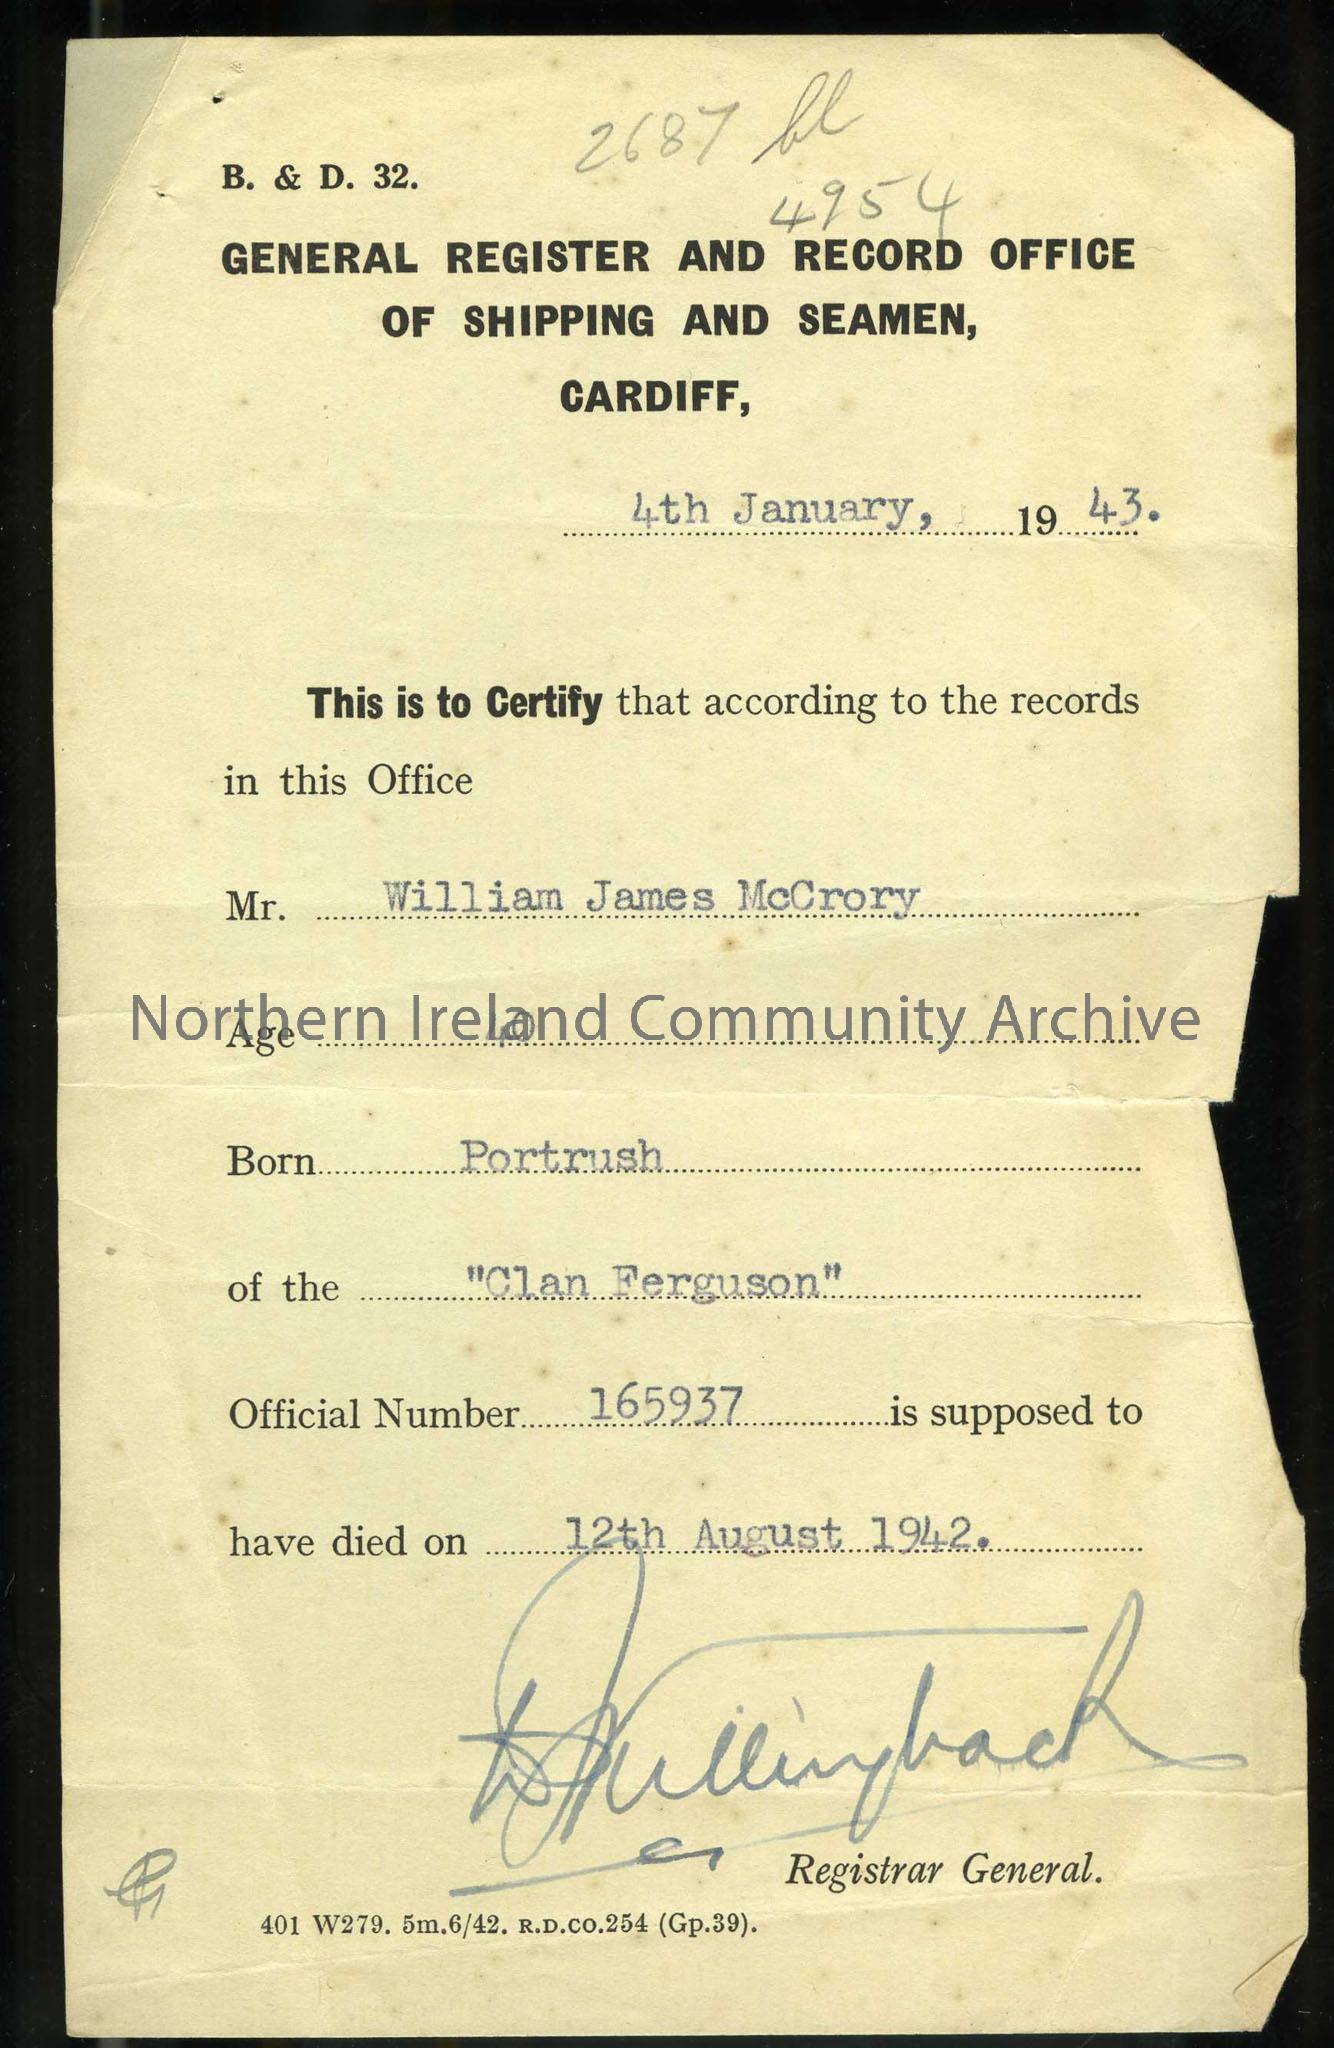 2687 bl
B. & D. 32.
4954
GENERAL REGISTER AND RECORD OFFICE
OF SHIPPING AND SEAMEN,
CARDIFF,
4th January, 19 43.
This is to Certify that according to the records
in this Office
Mr. William James McCrory
Northern Ireland Community Archive
Age
Born Portrush
of the "Clan Ferguson"
Official Number 165937 is supposed to
have died on 12th August 1942.
Registrar General.
401 W279. 5m.6/42. R.D.CO.254 (Gp.39).